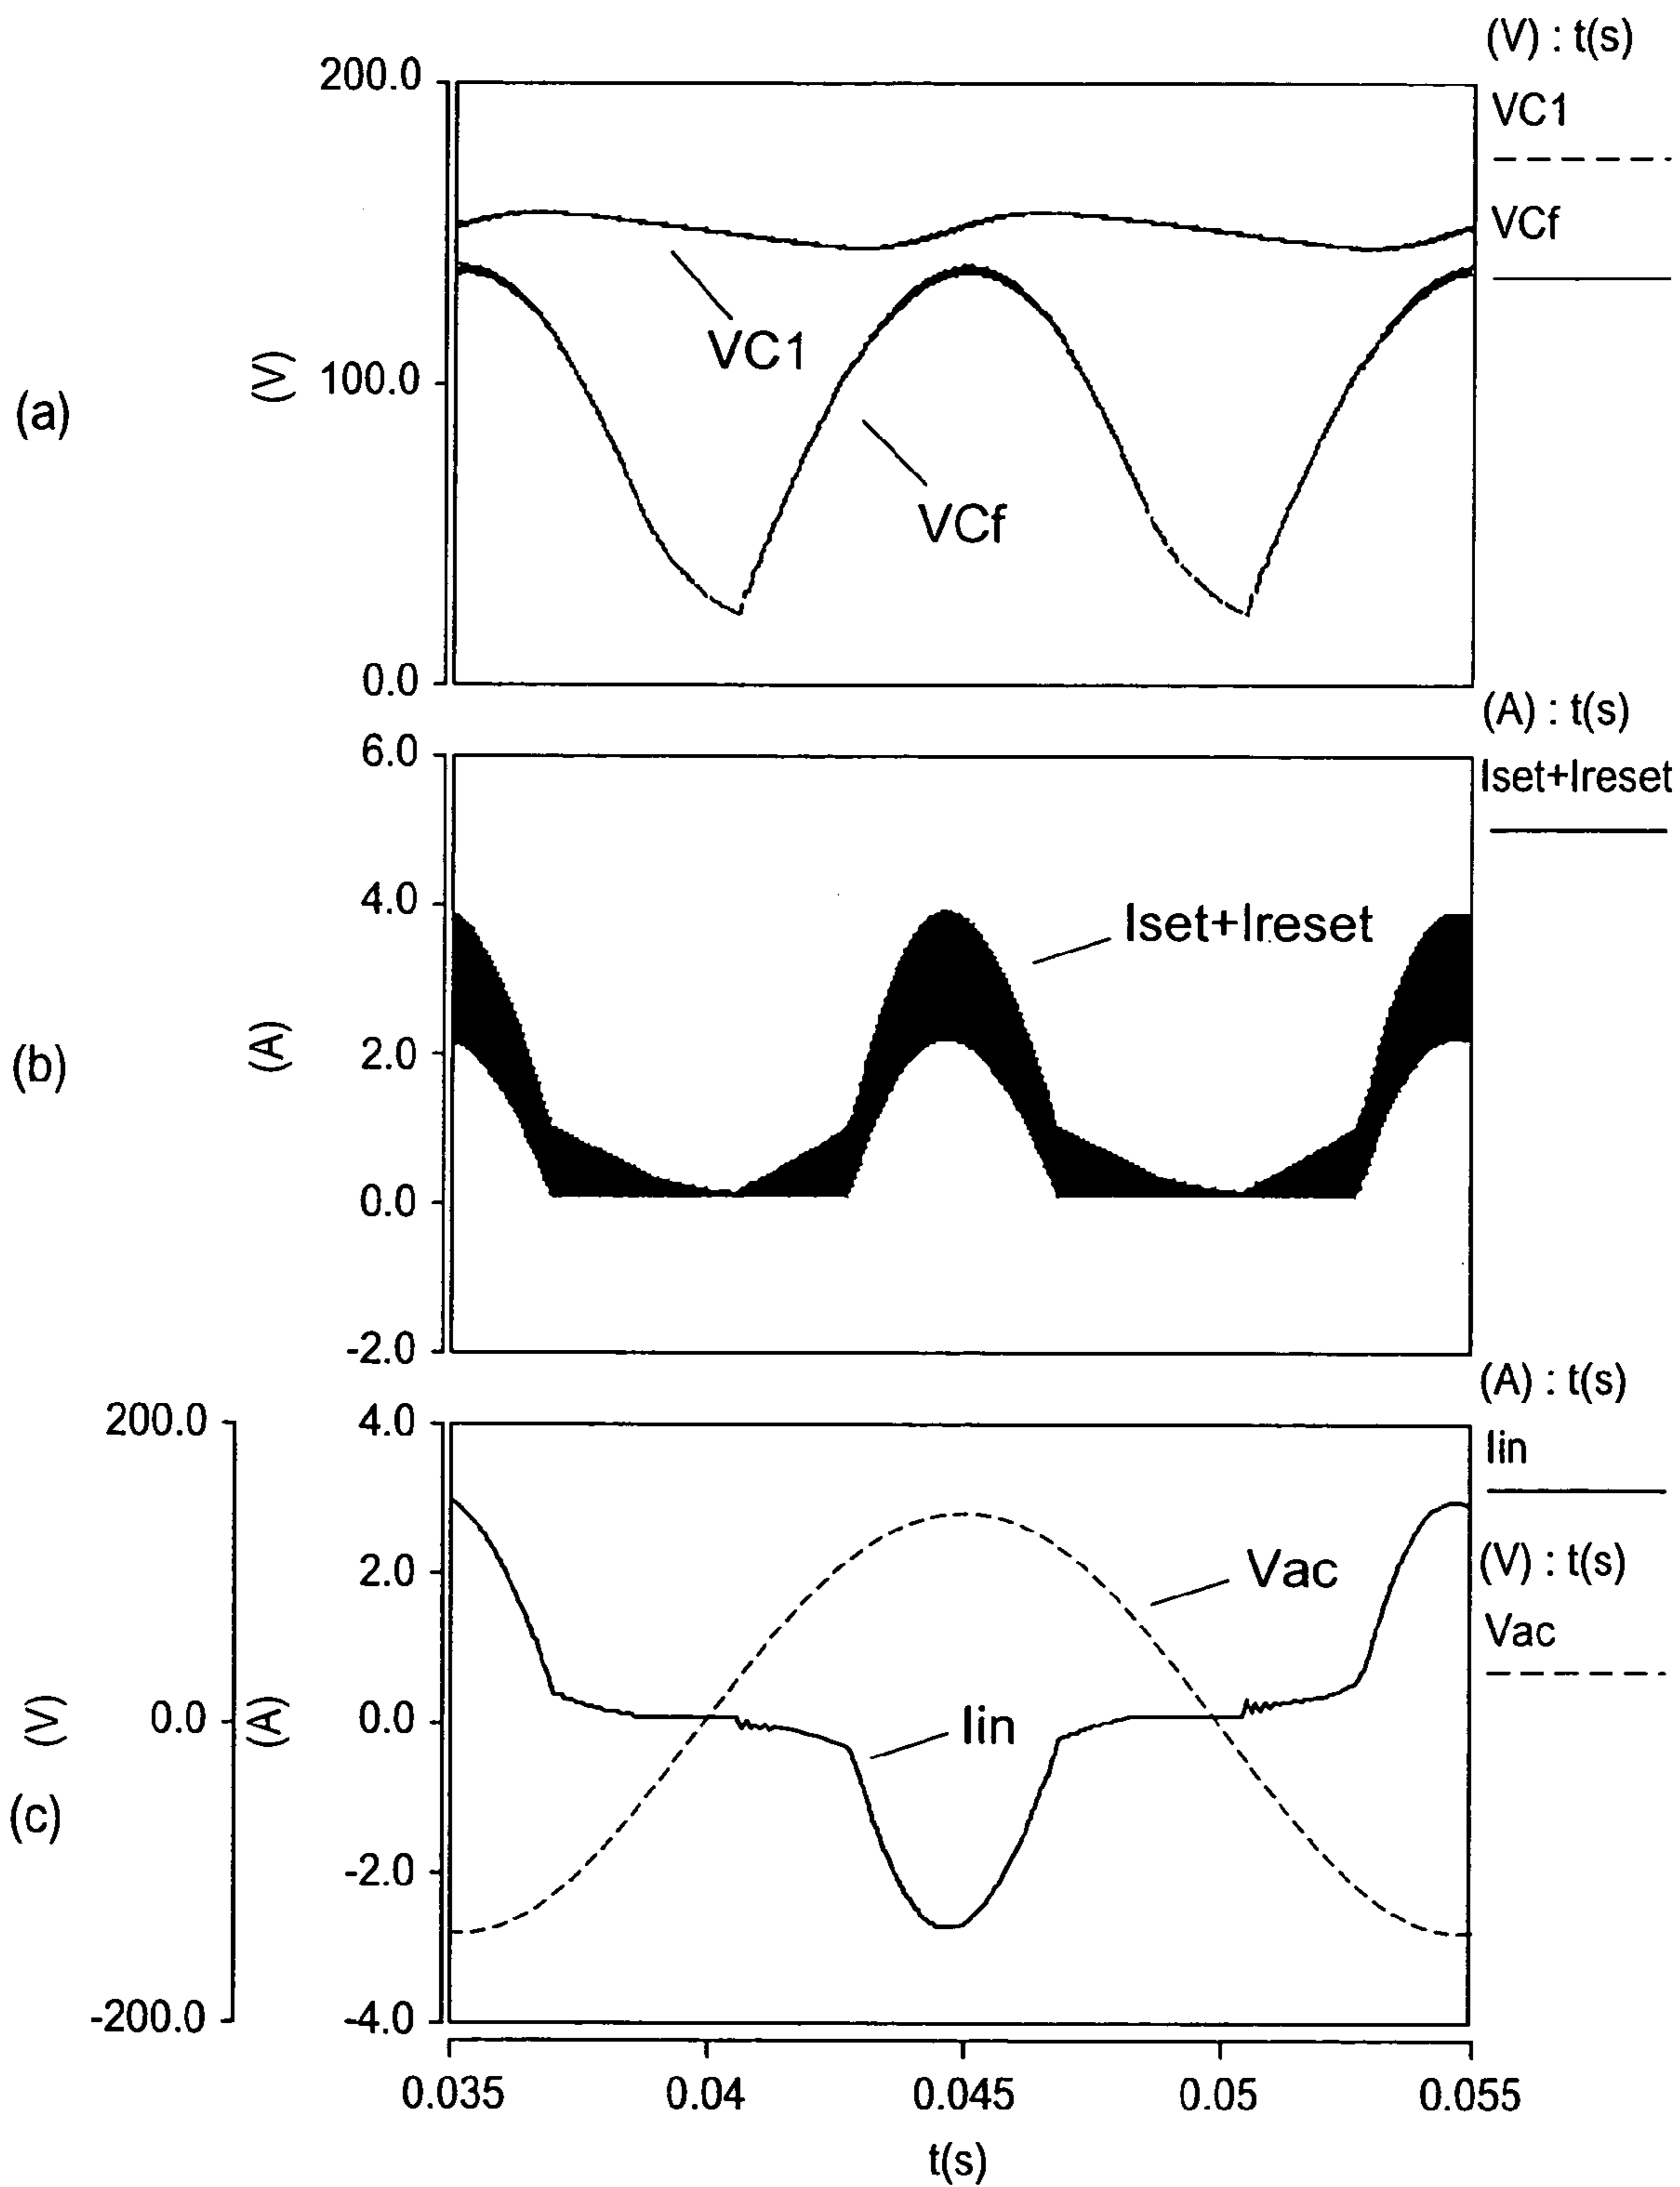 (V) : t(s)
200.0
VC1
VCf
VC1
(V)
100.0
(a)
VCf
0.0
(A) : t(s)
6.0
Iset+Ireset
4.0
Iset+Ireset
(A)
2.0
(b)
0.0
-2.0
(A) : t(s)
200.0
4.0
Iin
(V) : t(s)
2.0
Vac
Vac
(V)
0.0
(A)
0.0
Iin
(c)
-2.0
-200.0
-4.0
0.035
0.04
0.045
0.05
0.055
t(s)